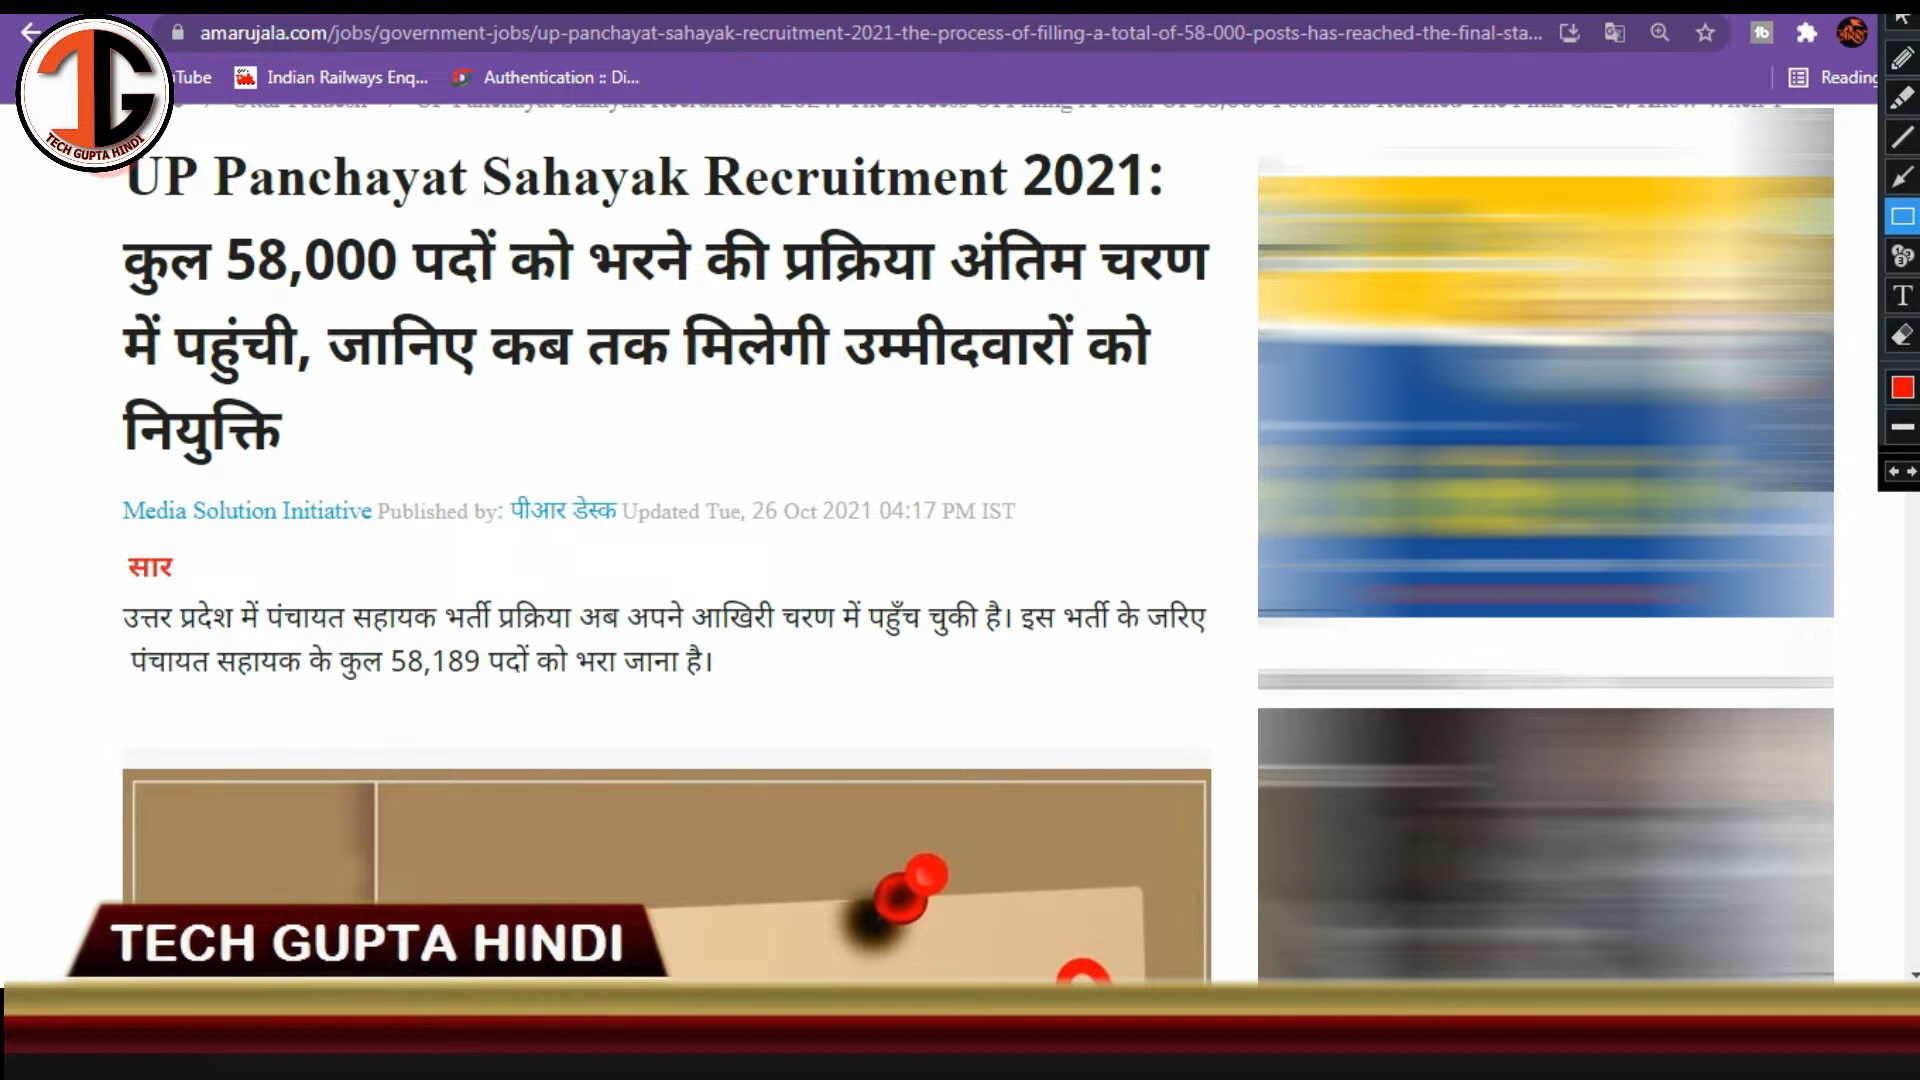 amarujala.com/jobs/government-jobs/up-panchayat-sahayak-recruitment-2021-the-process-of-filling-a-total-of-58-000-posts-has-reached-the-final-sta...
Tube Indian Railways Enq... Authentication :: Di... Reading
TG
TECH GUPTA HINDI
UP Panchayat Sahayak Recruitment 2021:
कुल 58,000 पदों को भरने की प्रक्रिया अंतिम चरण
में पहुंची, जानिए कब तक मिलेगी उम्मीदवारों को
नियुक्ति
Media Solution Initiative Published by: पीआर डेस्क Updated Tue, 26 Oct 2021 04:17 PM IST
सार
उत्तर प्रदेश में पंचायत सहायक भर्ती प्रक्रिया अब अपने आखिरी चरण में पहुँच चुकी है। इस भर्ती के जरिए
पंचायत सहायक के कुल 58,189 पदों को भरा जाना है।
TECH GUPTA HINDI